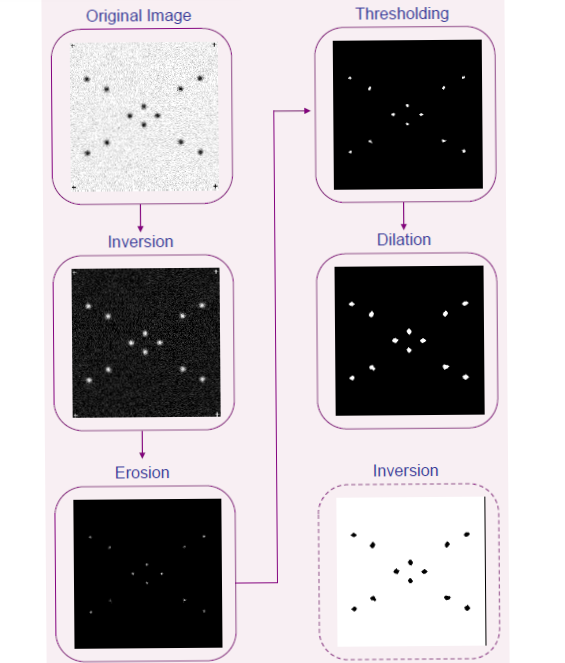 Original Image
Inversion
Erosion
Thresholding
Dilation
Inversion